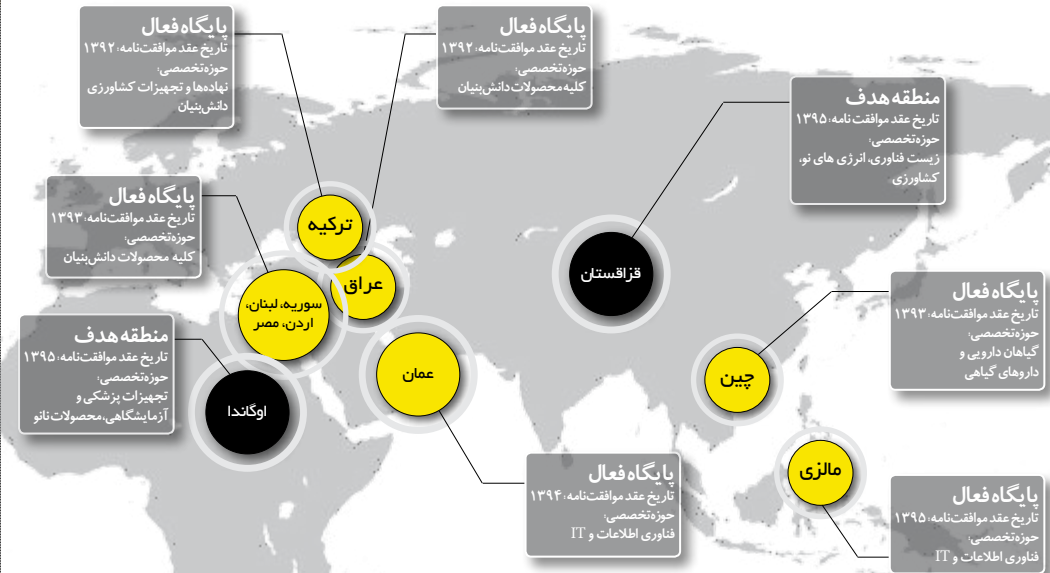 پایگاه فعال
تاریخ عقد موافقت‌نامه: ۱۳۹۲
حوزه‌تخصصی:
نهاده‌ها و تجهیزات کشاورزی
دانش‌بنیان
پایگاه فعال
تاریخ عقد موافقت‌نامه: ۱۳۹۲
حوزه‌تخصصی:
کلیه محصولات دانش‌بنیان
منطقه هدف
تاریخ عقد موافقت نامه: ۱۳۹۵
حوزه‌تخصصی:
زیست فناوری، انرژی های نو،
کشاورزی
پایگاه فعال
تاریخ عقد موافقت‌نامه: ۱۳۹۳
حوزه‌تخصصی:
کلیه محصولات دانش‌بنیان
ترکیه
عراق
سوریه، لبنان،
اردن، مصر
قزاقستان
پایگاه فعال
تاریخ عقد موافقت‌نامه: ۱۳۹۳
حوزه‌تخصصی:
گیاهان دارویی و
داروهای گیاهی
منطقه هدف
تاریخ عقد موافقت‌نامه: ۱۳۹۵
حوزه‌تخصصی:
تجهیزات پزشکی و
آزمایشگاهی، محصولات نانو
اوگاندا
عمان
چین
مالزی
پایگاه فعال
تاریخ عقد موافقت‌نامه: ۱۳۹۴
حوزه‌تخصصی:
فناوری اطلاعات و IT
پایگاه فعال
تاریخ عقد موافقت‌نامه: ۱۳۹۵
حوزه‌تخصصی:
فناوری اطلاعات و IT